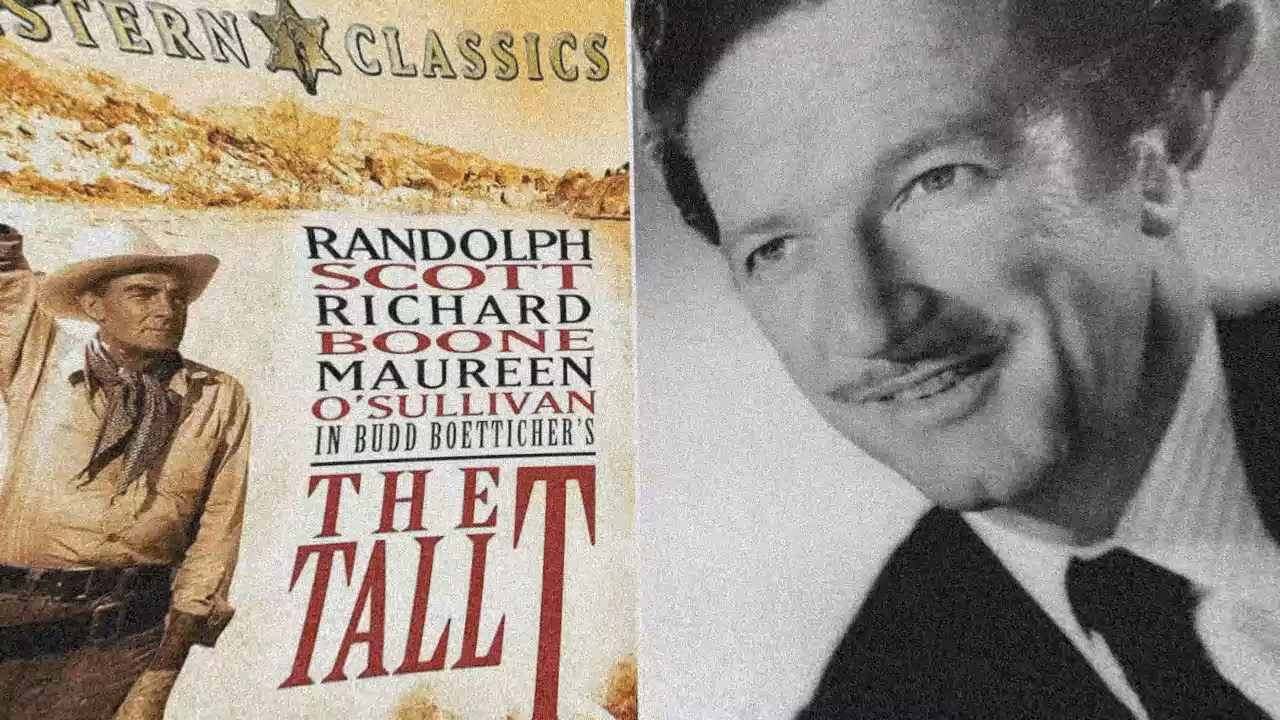 STERN CLASSICS
RANDOLPH
SCOTT
RICHARD
BOONE
MAUREEN
O'SULLIVAN
IN BUDD BOETTICHER'S
THE
TALL T